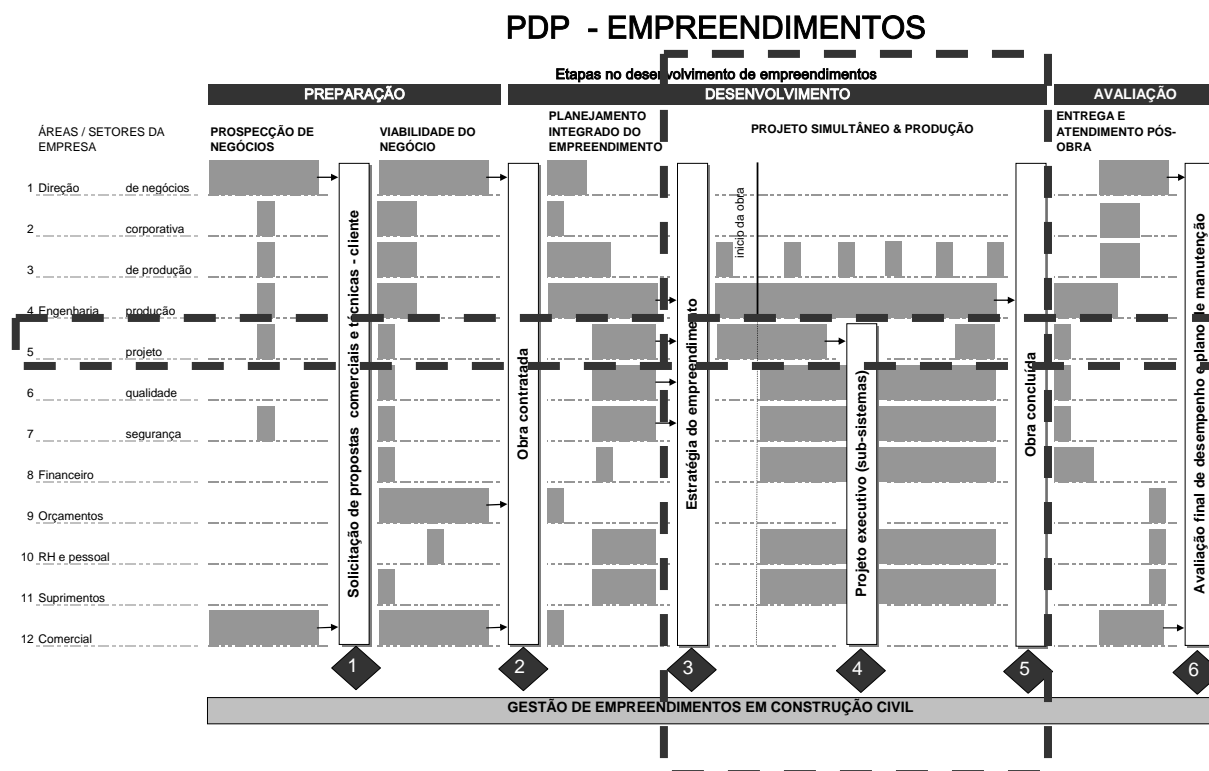 PDP - EMPREENDIMENTOS
Etapas no desenvolvimento de empreendimentos
PREPARAÇÃO
DESENVOLVIMENTO
AVALIAÇÃO
ÁREAS / SETORES DA
EMPRESA
PROSPECÇÃO DE
NEGÓCIOS
VIABILIDADE DO
NEGÓCIO
PLANEJAMENTO
INTEGRADO DO
EMPREENDIMENTO
PROJETO SIMULTÂNEO & PRODUÇÃO
ENTREGA E
ATENDIMENTO PÓS-
OBRA
1 Direção de negócios
2 corporativa
3 de produção
4 Engenharia produção
5 projeto
6 qualidade
7 segurança
8 Financeiro
9 Orçamentos
10 RH e pessoal
11 Suprimentos
12 Comercial
Solicitação de propostas comerciais e técnicas - cliente
Obra contratada
Estratégia do empreendimento
inicio da obra
Projeto executivo (sub-sistemas)
Obra concluída
Avaliação final de desempenho e plano de manutenção
1
2
3
4
5
6
GESTÃO DE EMPREENDIMENTOS EM CONSTRUÇÃO CIVIL